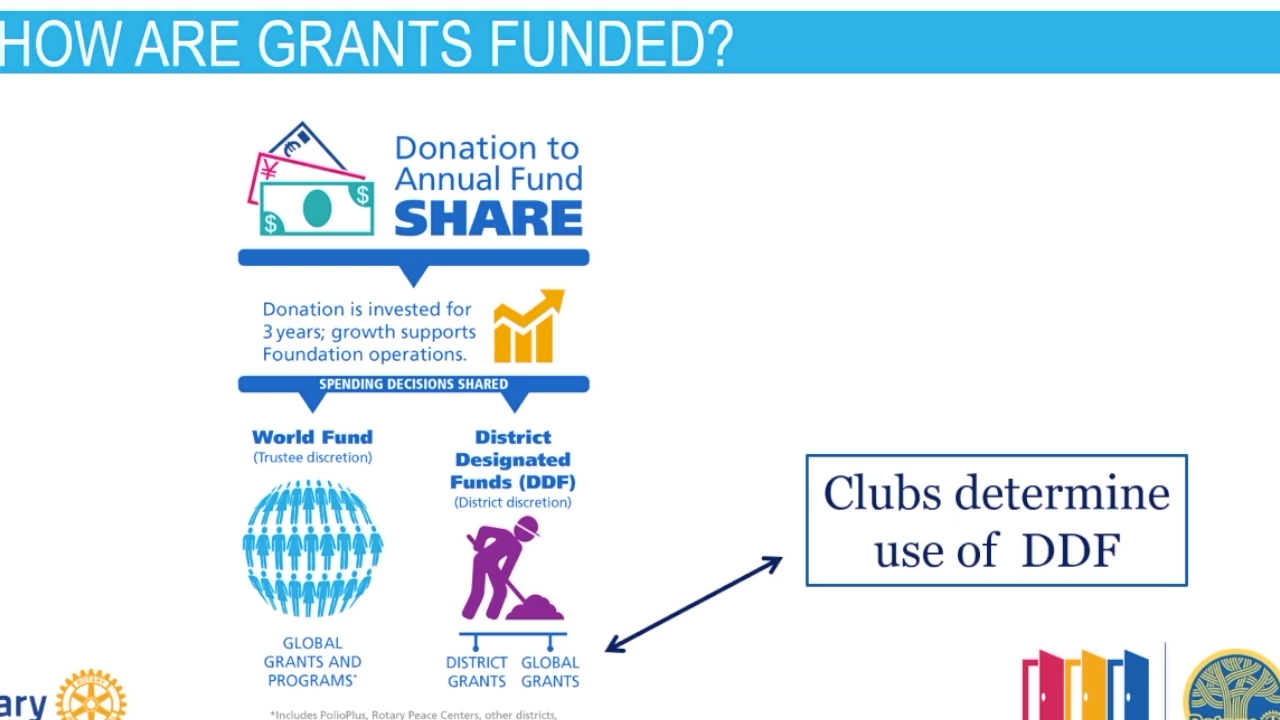 HOW ARE GRANTS FUNDED?
Donation to
Annual Fund
SHARE
Donation is invested for
3 years; growth supports
Foundation operations.
SPENDING DECISIONS SHARED
World Fund
(Trustee discretion)
District
Designated
Funds (DDF)
(District discretion)
GLOBAL
GRANTS AND
PROGRAMS*
DISTRICT
GRANTS
GLOBAL
GRANTS
*Includes PolioPlus, Rotary Peace Centers, other districts,
Clubs determine
use of DDF
ary
ROTARY